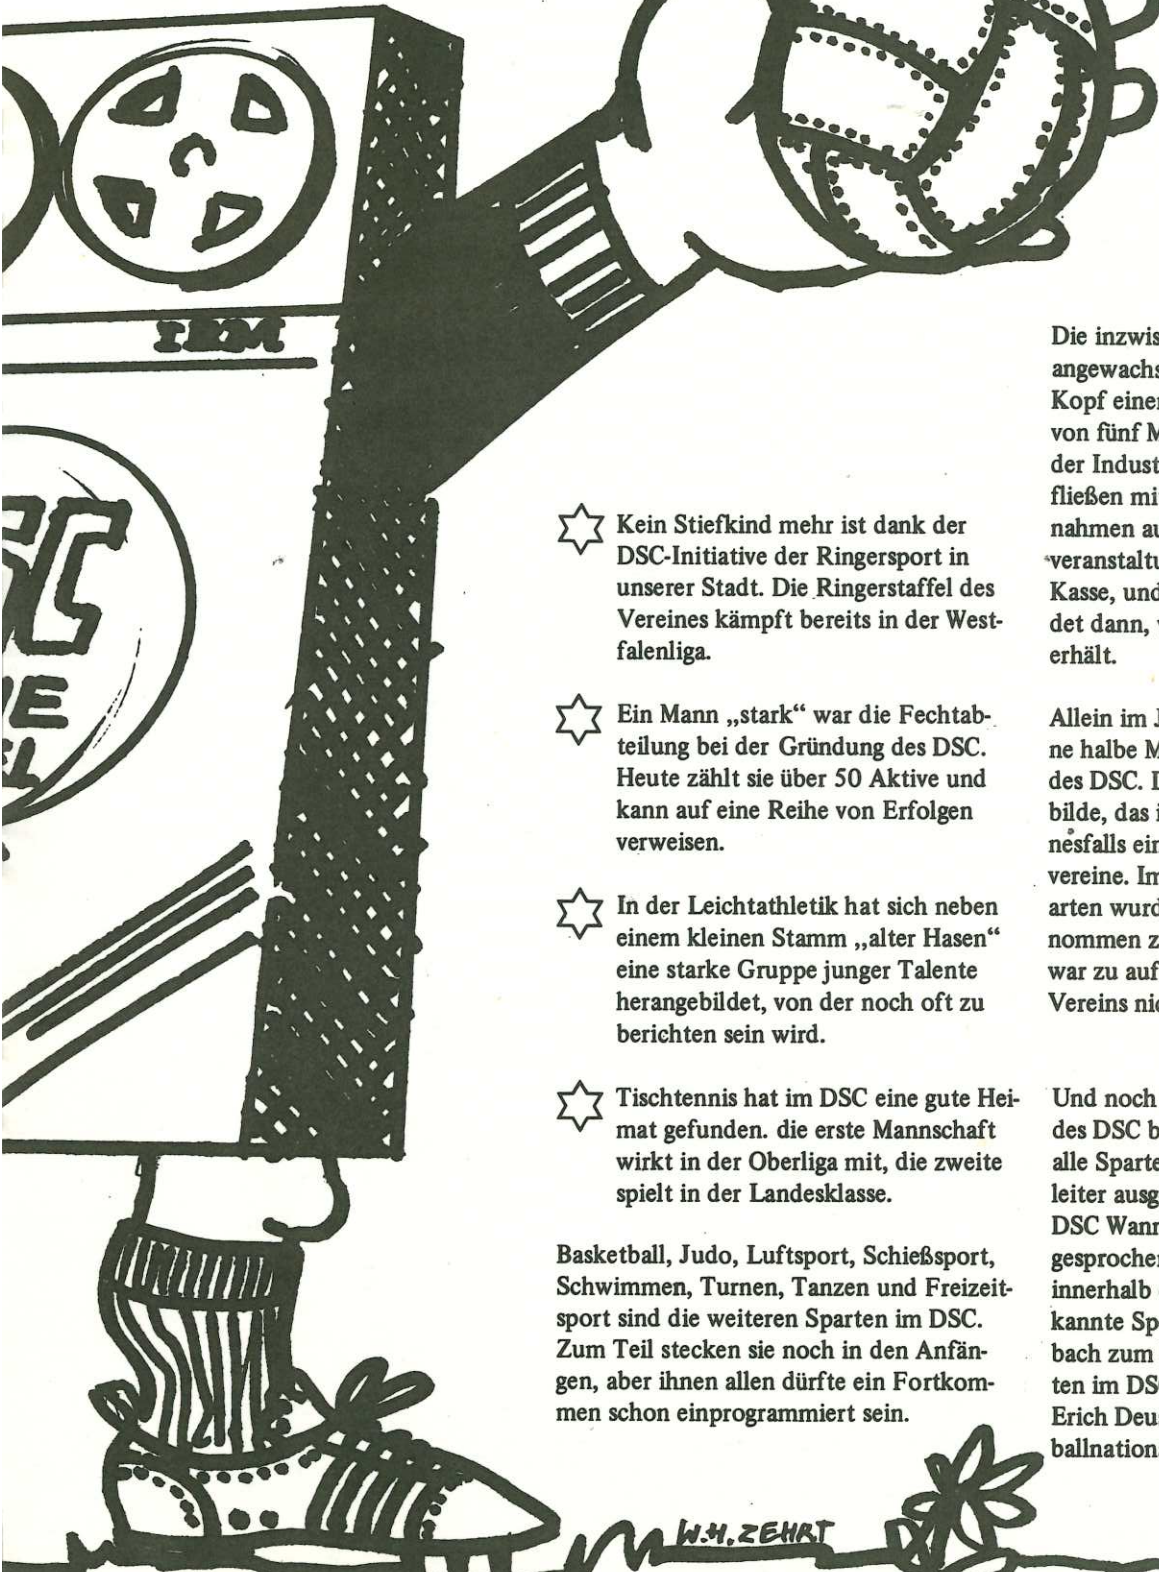 IBM
SC
NE
EL
Kein Stiefkind mehr ist dank der
DSC-Initiative der Ringersport in
unserer Stadt. Die Ringerstaffel des
Vereines kämpft bereits in der West-
falenliga.
Ein Mann „stark“ war die Fechtab-
teilung bei der Gründung des DSC.
Heute zählt sie über 50 Aktive und
kann auf eine Reihe von Erfolgen
verweisen.
In der Leichtathletik hat sich neben
einem kleinen Stamm „alter Hasen“
eine starke Gruppe junger Talente
herangebildet, von der noch oft zu
berichten sein wird.
Tischtennis hat im DSC eine gute Hei-
mat gefunden. die erste Mannschaft
wirkt in der Oberliga mit, die zweite
spielt in der Landesklasse.
Basketball, Judo, Luftsport, Schießsport,
Schwimmen, Turnen, Tanzen und Freizeit-
sport sind die weiteren Sparten im DSC.
Zum Teil stecken sie noch in den Anfän-
gen, aber ihnen allen dürfte ein Fortkom-
men schon einprogrammiert sein.
W.H. ZEHRT
Die inzwis
angewachs
Kopf einer
von fünf M
der Indust
fließen mi
nahmen au
veranstaltu
Kasse, und
det dann, v
erhält.
Allein im J
ne halbe M
des DSC. D
bilde, das i
nesfalls ein
vereine. Im
arten wurd
nommen z
war zu auf
Vereins nic
Und noch
des DSC b
alle Sparte
leiter ausg
DSC Wann
gesprochen
innerhalb
kannte Sp
bach zum
ten im DS
Erich Deu
ballnation